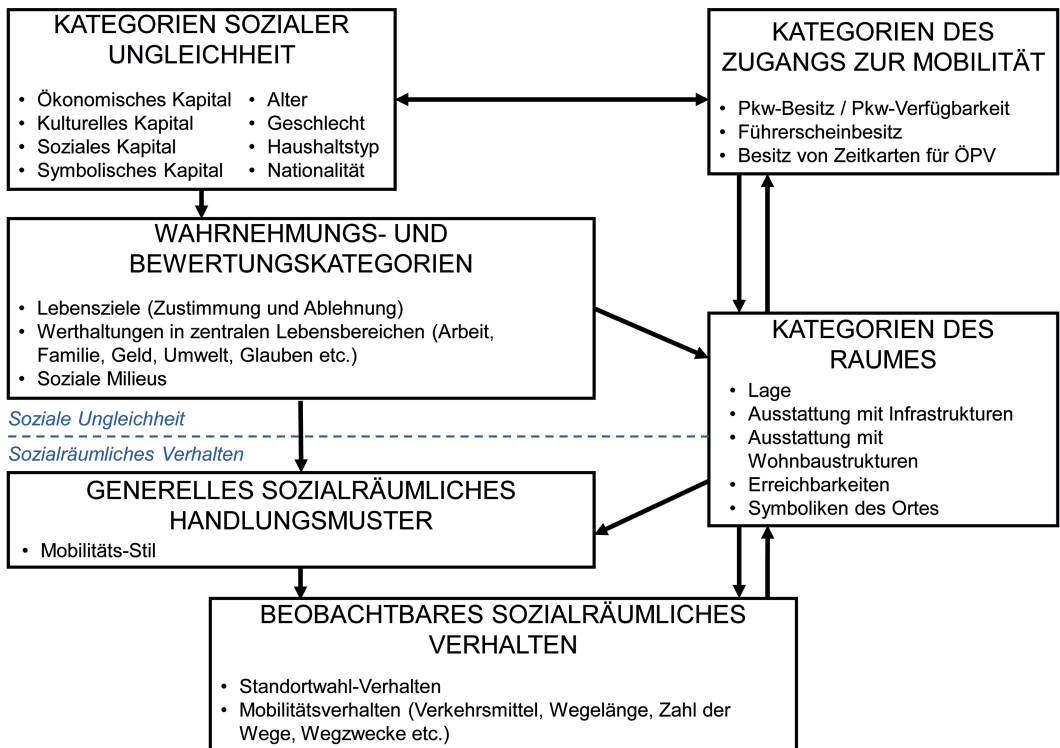 KATEGORIEN SOZIALER
UNGLEICHHEIT
• Ökonomisches Kapital
• Kulturelles Kapital
• Soziales Kapital
• Symbolisches Kapital
• Alter
• Geschlecht
• Haushaltstyp
• Nationalität
KATEGORIEN DES
ZUGANGS ZUR MOBILITÄT
• Pkw-Besitz / Pkw-Verfügbarkeit
• Führerscheinbesitz
• Besitz von Zeitkarten für ÖPV
WAHRNEHMUNGS- UND
BEWERTUNGSKATEGORIEN
• Lebensziele (Zustimmung und Ablehnung)
• Werthaltungen in zentralen Lebensbereichen (Arbeit,
Familie, Geld, Umwelt, Glauben etc.)
• Soziale Milieus
KATEGORIEN DES
RAUMES
• Lage
• Ausstattung mit Infrastrukturen
• Ausstattung mit
Wohnbaustrukturen
• Erreichbarkeiten
• Symboliken des Ortes
Soziale Ungleichheit
Sozialräumliches Verhalten
GENERELLES SOZIALRÄUMLICHES
HANDLUNGSMUSTER
• Mobilitäts-Stil
BEOBACHTBARES SOZIALRÄUMLICHES
VERHALTEN
• Standortwahl-Verhalten
• Mobilitätsverhalten (Verkehrsmittel, Wegelänge, Zahl der
Wege, Wegzwecke etc.)